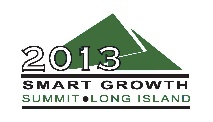 2013
SMART GROWTH
SUMMIT●LONG ISLAND